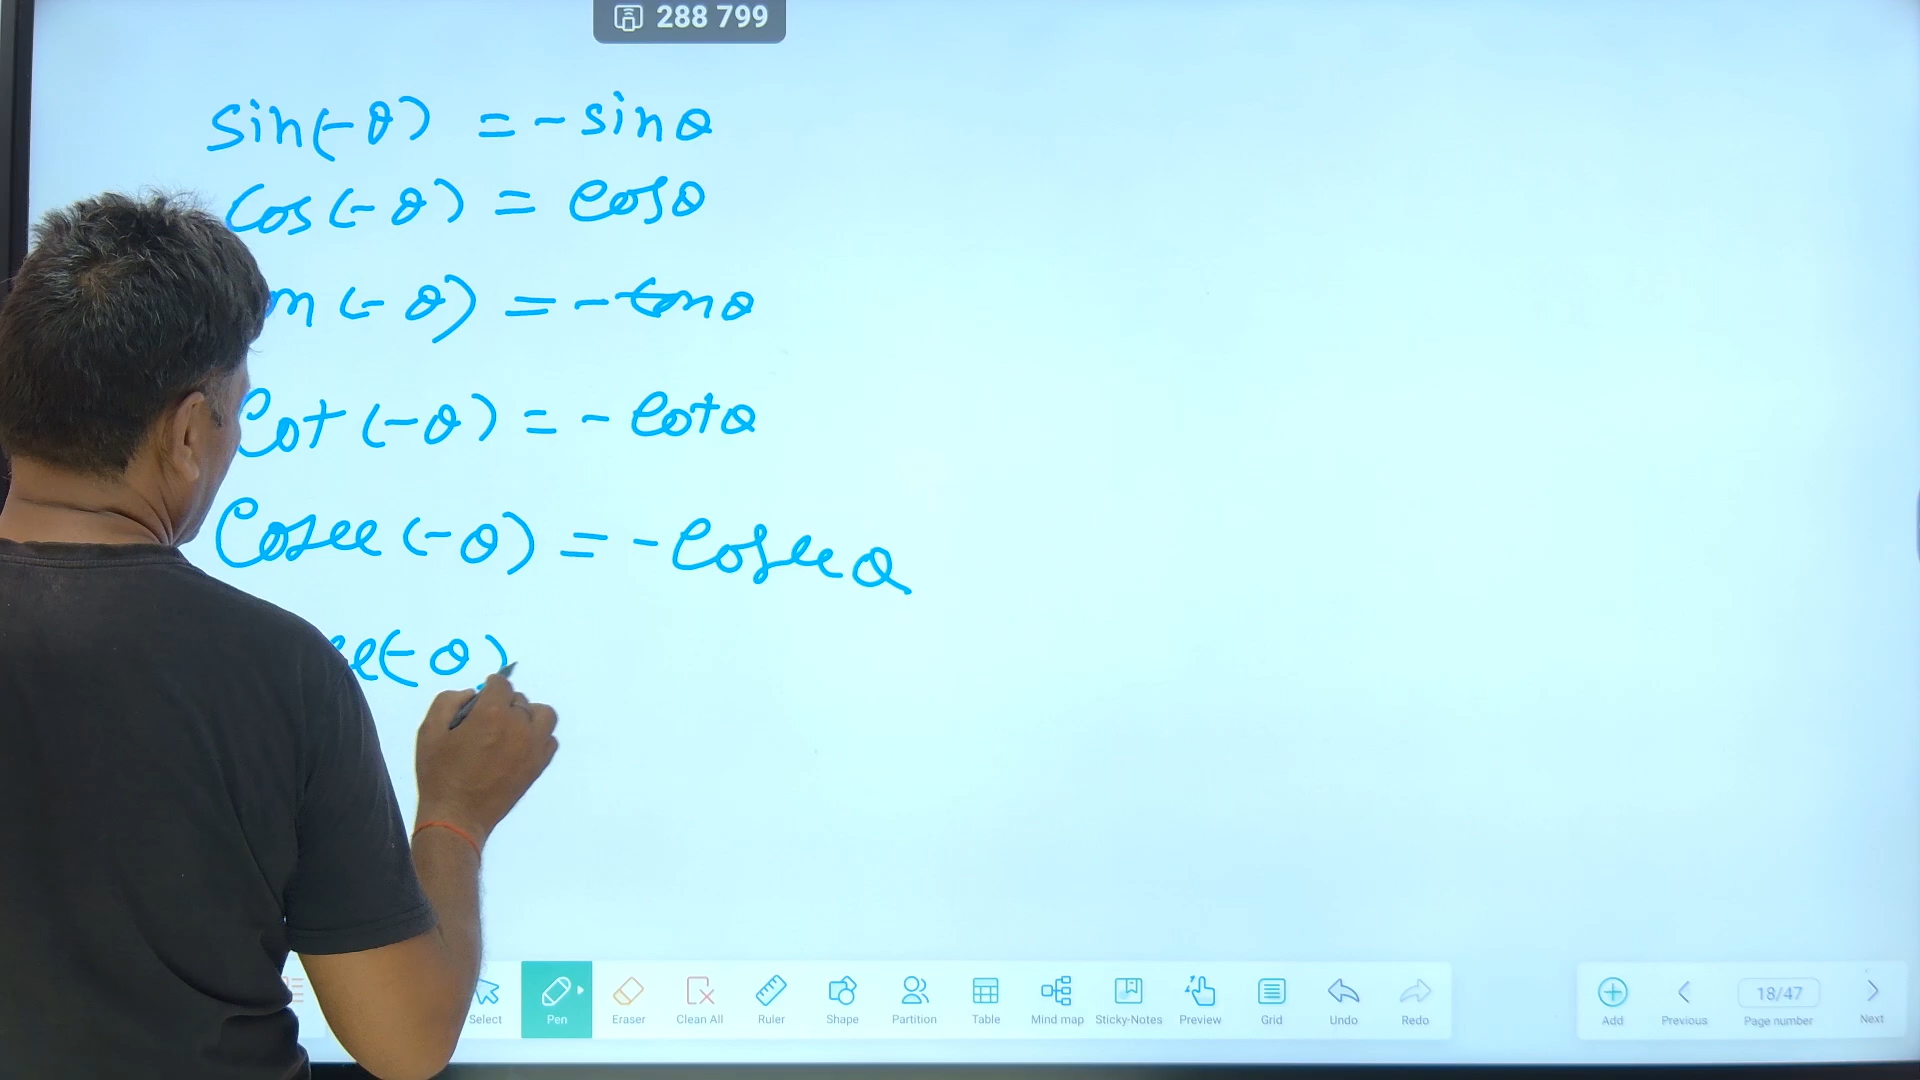 288 799
sin(-θ) = -sinθ
cos(-θ) = cosθ
(-θ) = -tanθ
cot(-θ) = -cotθ
Cosec(-θ) = -cosecθ
(-θ)
Select Pen Eraser Clean All Ruler Shape Partition Table Mind map Sticky-Notes Preview Grid Undo Redo
18/47
Add Previous Page number Next